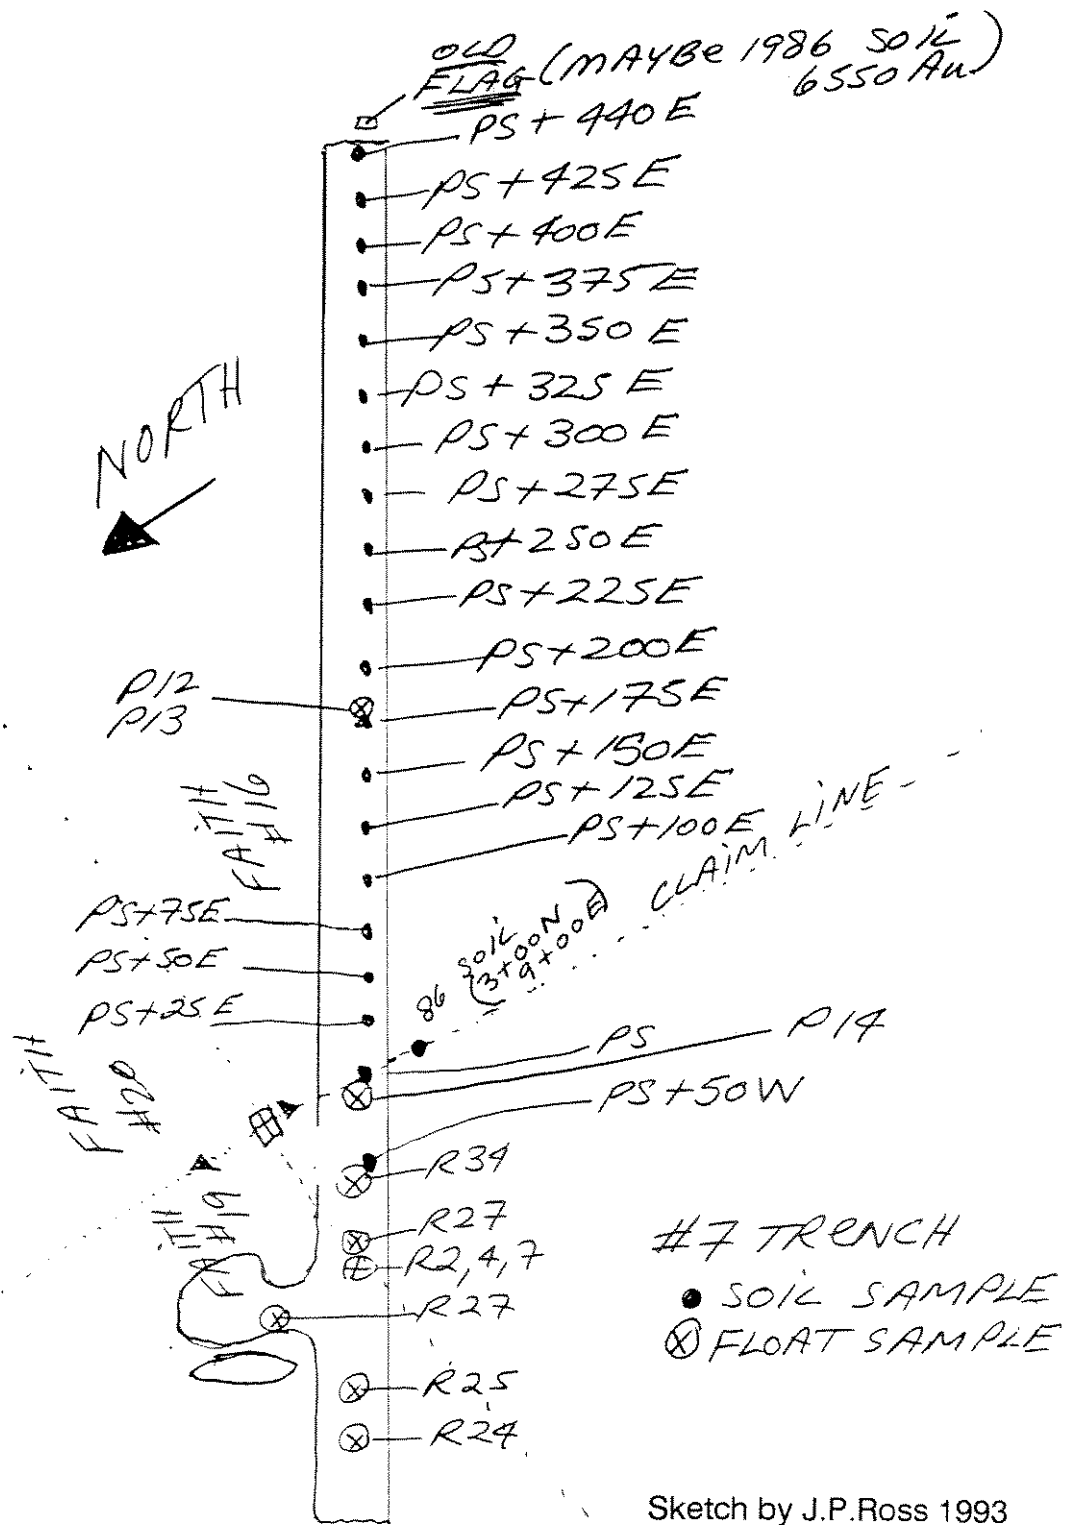 OLD
FLAG (MAYBE 1986 SOIL
6550 Au)
PS + 440 E
PS + 425 E
PS + 400 E
PS + 375 E
PS + 350 E
PS + 325 E
PS + 300 E
PS + 275 E
PS + 250 E
PS + 225 E
PS + 200 E
PS + 175 E
PS + 150 E
PS + 125 E
PS + 100 E
NORTH
P12
P13
FAITH
#16
PS+75E
PS+50E
PS+25E
86 SOIL
(3+00N
9+00E)
CLAIM LINE
FAITH
#20
PS
P14
PS+50W
FAITH
#19
R34
R27
R2,4,7
R27
R25
R24
#7 TRENCH
SOIL SAMPLE
FLOAT SAMPLE
Sketch by J.P.Ross 1993